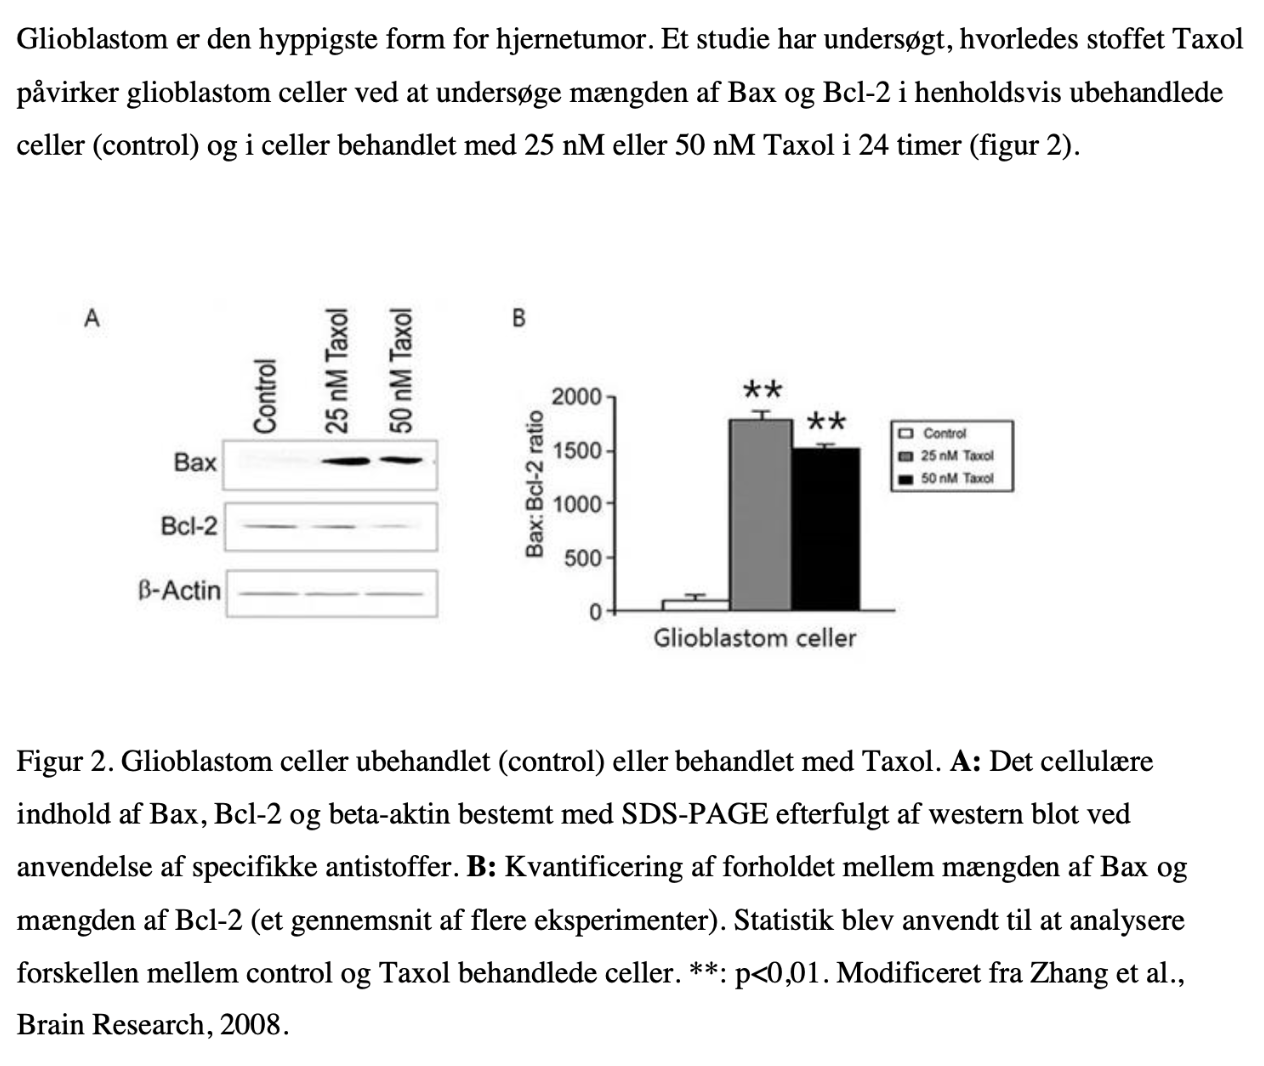 Glioblastom er den hyppigste form for hjernetumor. Et studie har undersøgt, hvorledes stoffet Taxol
påvirker glioblastom celler ved at undersøge mængden af Bax og Bcl-2 i henholdsvis ubehandlede
celler (control) og i celler behandlet med 25 nM eller 50 nM Taxol i 24 timer (figur 2).
A
Control
25 nM Taxol
50 nM Taxol
Bax
Bcl-2
β-Actin
B
Bax:Bcl-2 ratio
2000
1500
1000
500
0
**
**
Glioblastom celler
Control
25 nM Taxol
50 nM Taxol
Figur 2. Glioblastom celler ubehandlet (control) eller behandlet med Taxol. A: Det cellulære
indhold af Bax, Bcl-2 og beta-aktin bestemt med SDS-PAGE efterfulgt af western blot ved
anvendelse af specifikke antistoffer. B: Kvantificering af forholdet mellem mængden af Bax og
mængden af Bcl-2 (et gennemsnit af flere eksperimenter). Statistik blev anvendt til at analysere
forskellen mellem control og Taxol behandlede celler. **: p<0,01. Modificeret fra Zhang et al.,
Brain Research, 2008.